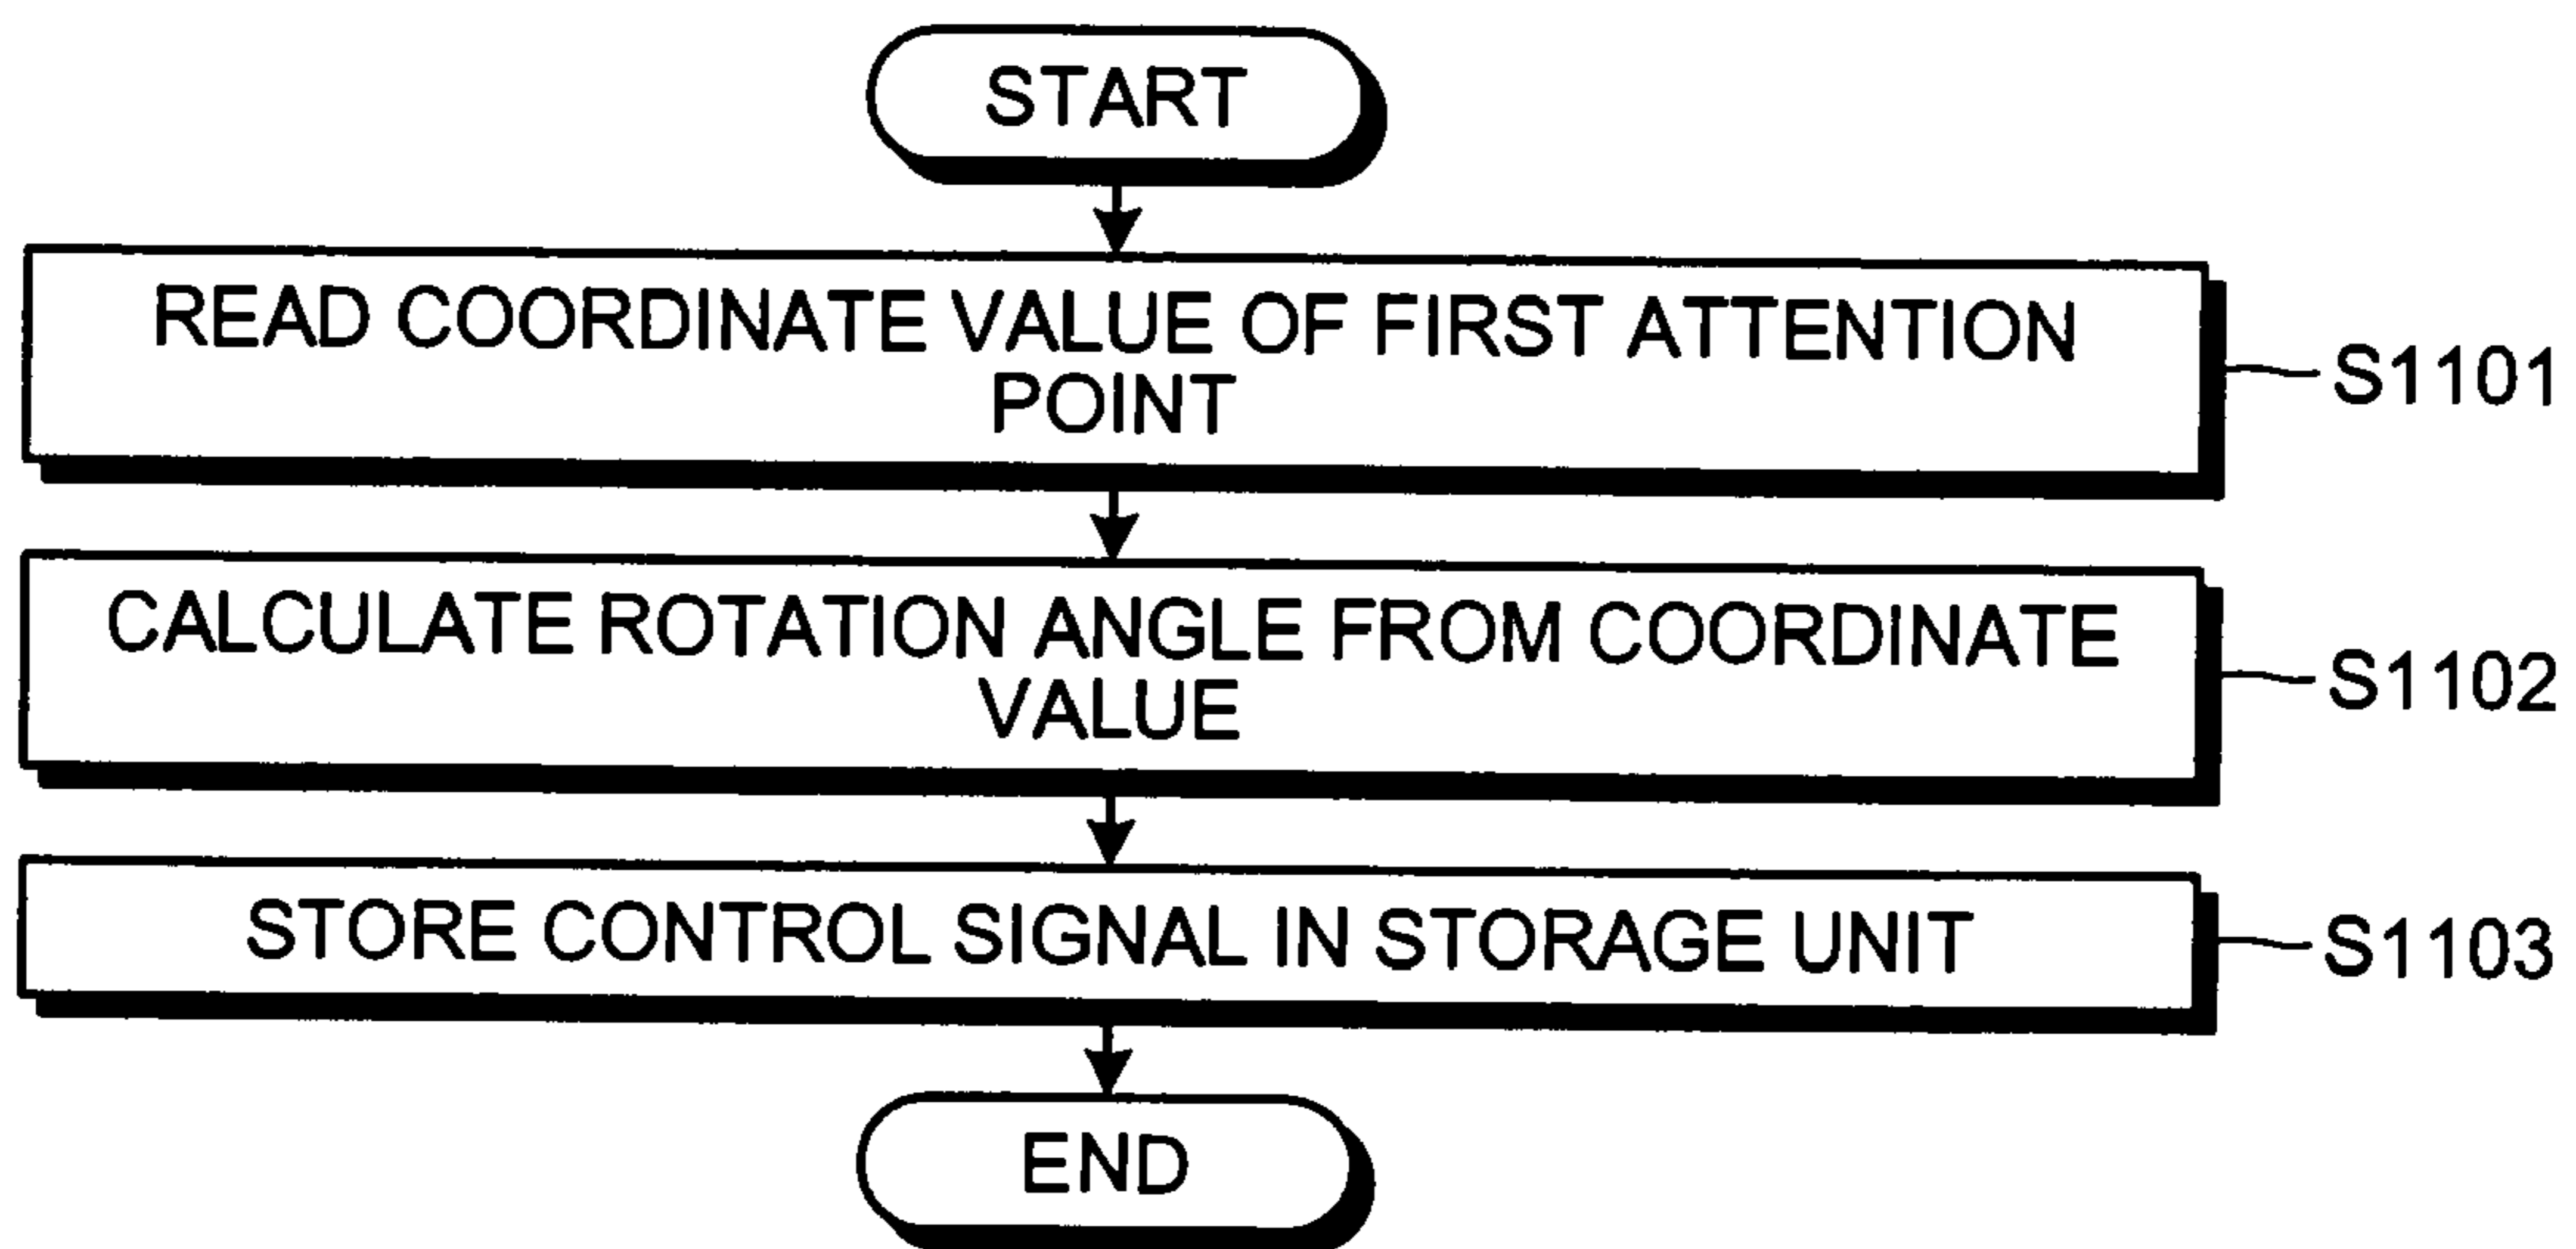 START
READ COORDINATE VALUE OF FIRST ATTENTION
POINT
S1101
CALCULATE ROTATION ANGLE FROM COORDINATE
VALUE
S1102
STORE CONTROL SIGNAL IN STORAGE UNIT
S1103
END